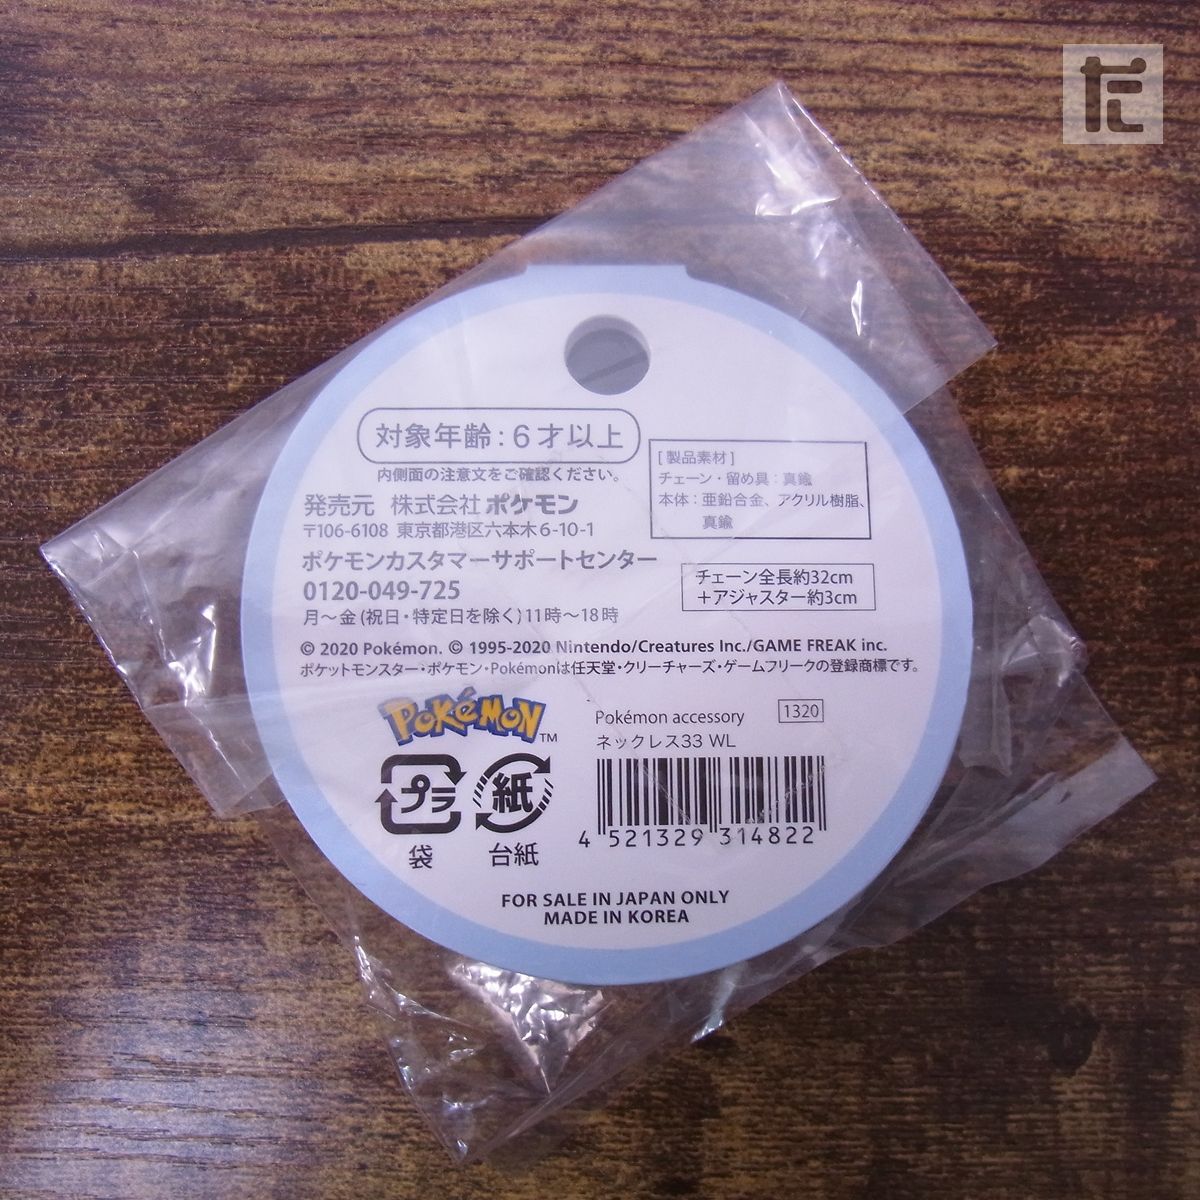 対象年齢:6才以上
内側面の注意文をご確認ください。
発売元 株式会社ポケモン
〒106-6108 東京都港区六本木6-10-1
ポケモンカスタマーサポートセンター
0120-049-725
月～金(祝日・特定日を除く)11時～18時
[製品素材]
チェーン・留め具:真鍮
本体:亜鉛合金、アクリル樹脂、
真鍮
チェーン全長約32cm
+アジャスター約3cm
© 2020 Pokémon. © 1995-2020 Nintendo/Creatures Inc./GAME FREAK inc.
ポケットモンスター・ポケモン・Pokémonは任天堂・クリーチャーズ・ゲームフリークの登録商標です。
POKéMON™
Pokémon accessory 1320
ネックレス33 WL
プラ 紙
袋 台紙
4 521329 314822
FOR SALE IN JAPAN ONLY
MADE IN KOREA